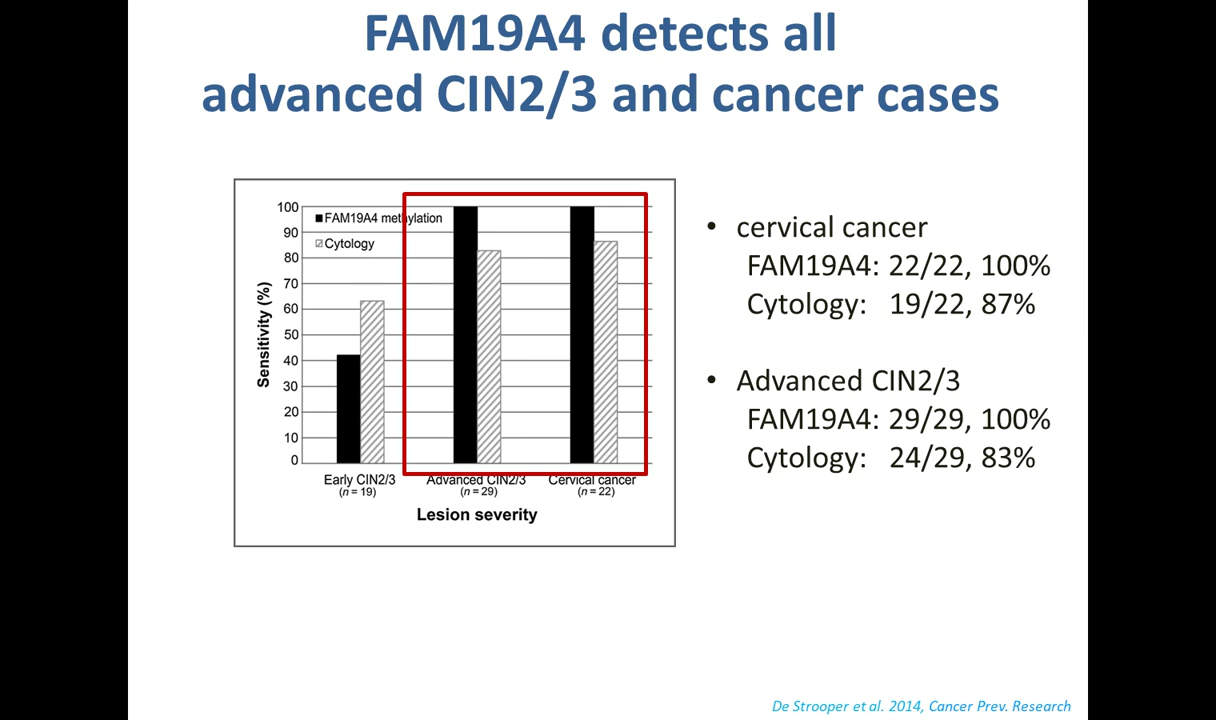 FAM19A4 detects all
advanced CIN2/3 and cancer cases
100
90
80
70
60
50
40
30
20
10
0
Sensitivity (%)
FAM19A4 methylation
Cytology
Early CIN2/3
(n = 19)
Advanced CIN2/3
(n = 29)
Cervical cancer
(n = 22)
Lesion severity
• cervical cancer
FAM19A4: 22/22, 100%
Cytology: 19/22, 87%
• Advanced CIN2/3
FAM19A4: 29/29, 100%
Cytology: 24/29, 83%
De Strooper et al. 2014, Cancer Prev. Research